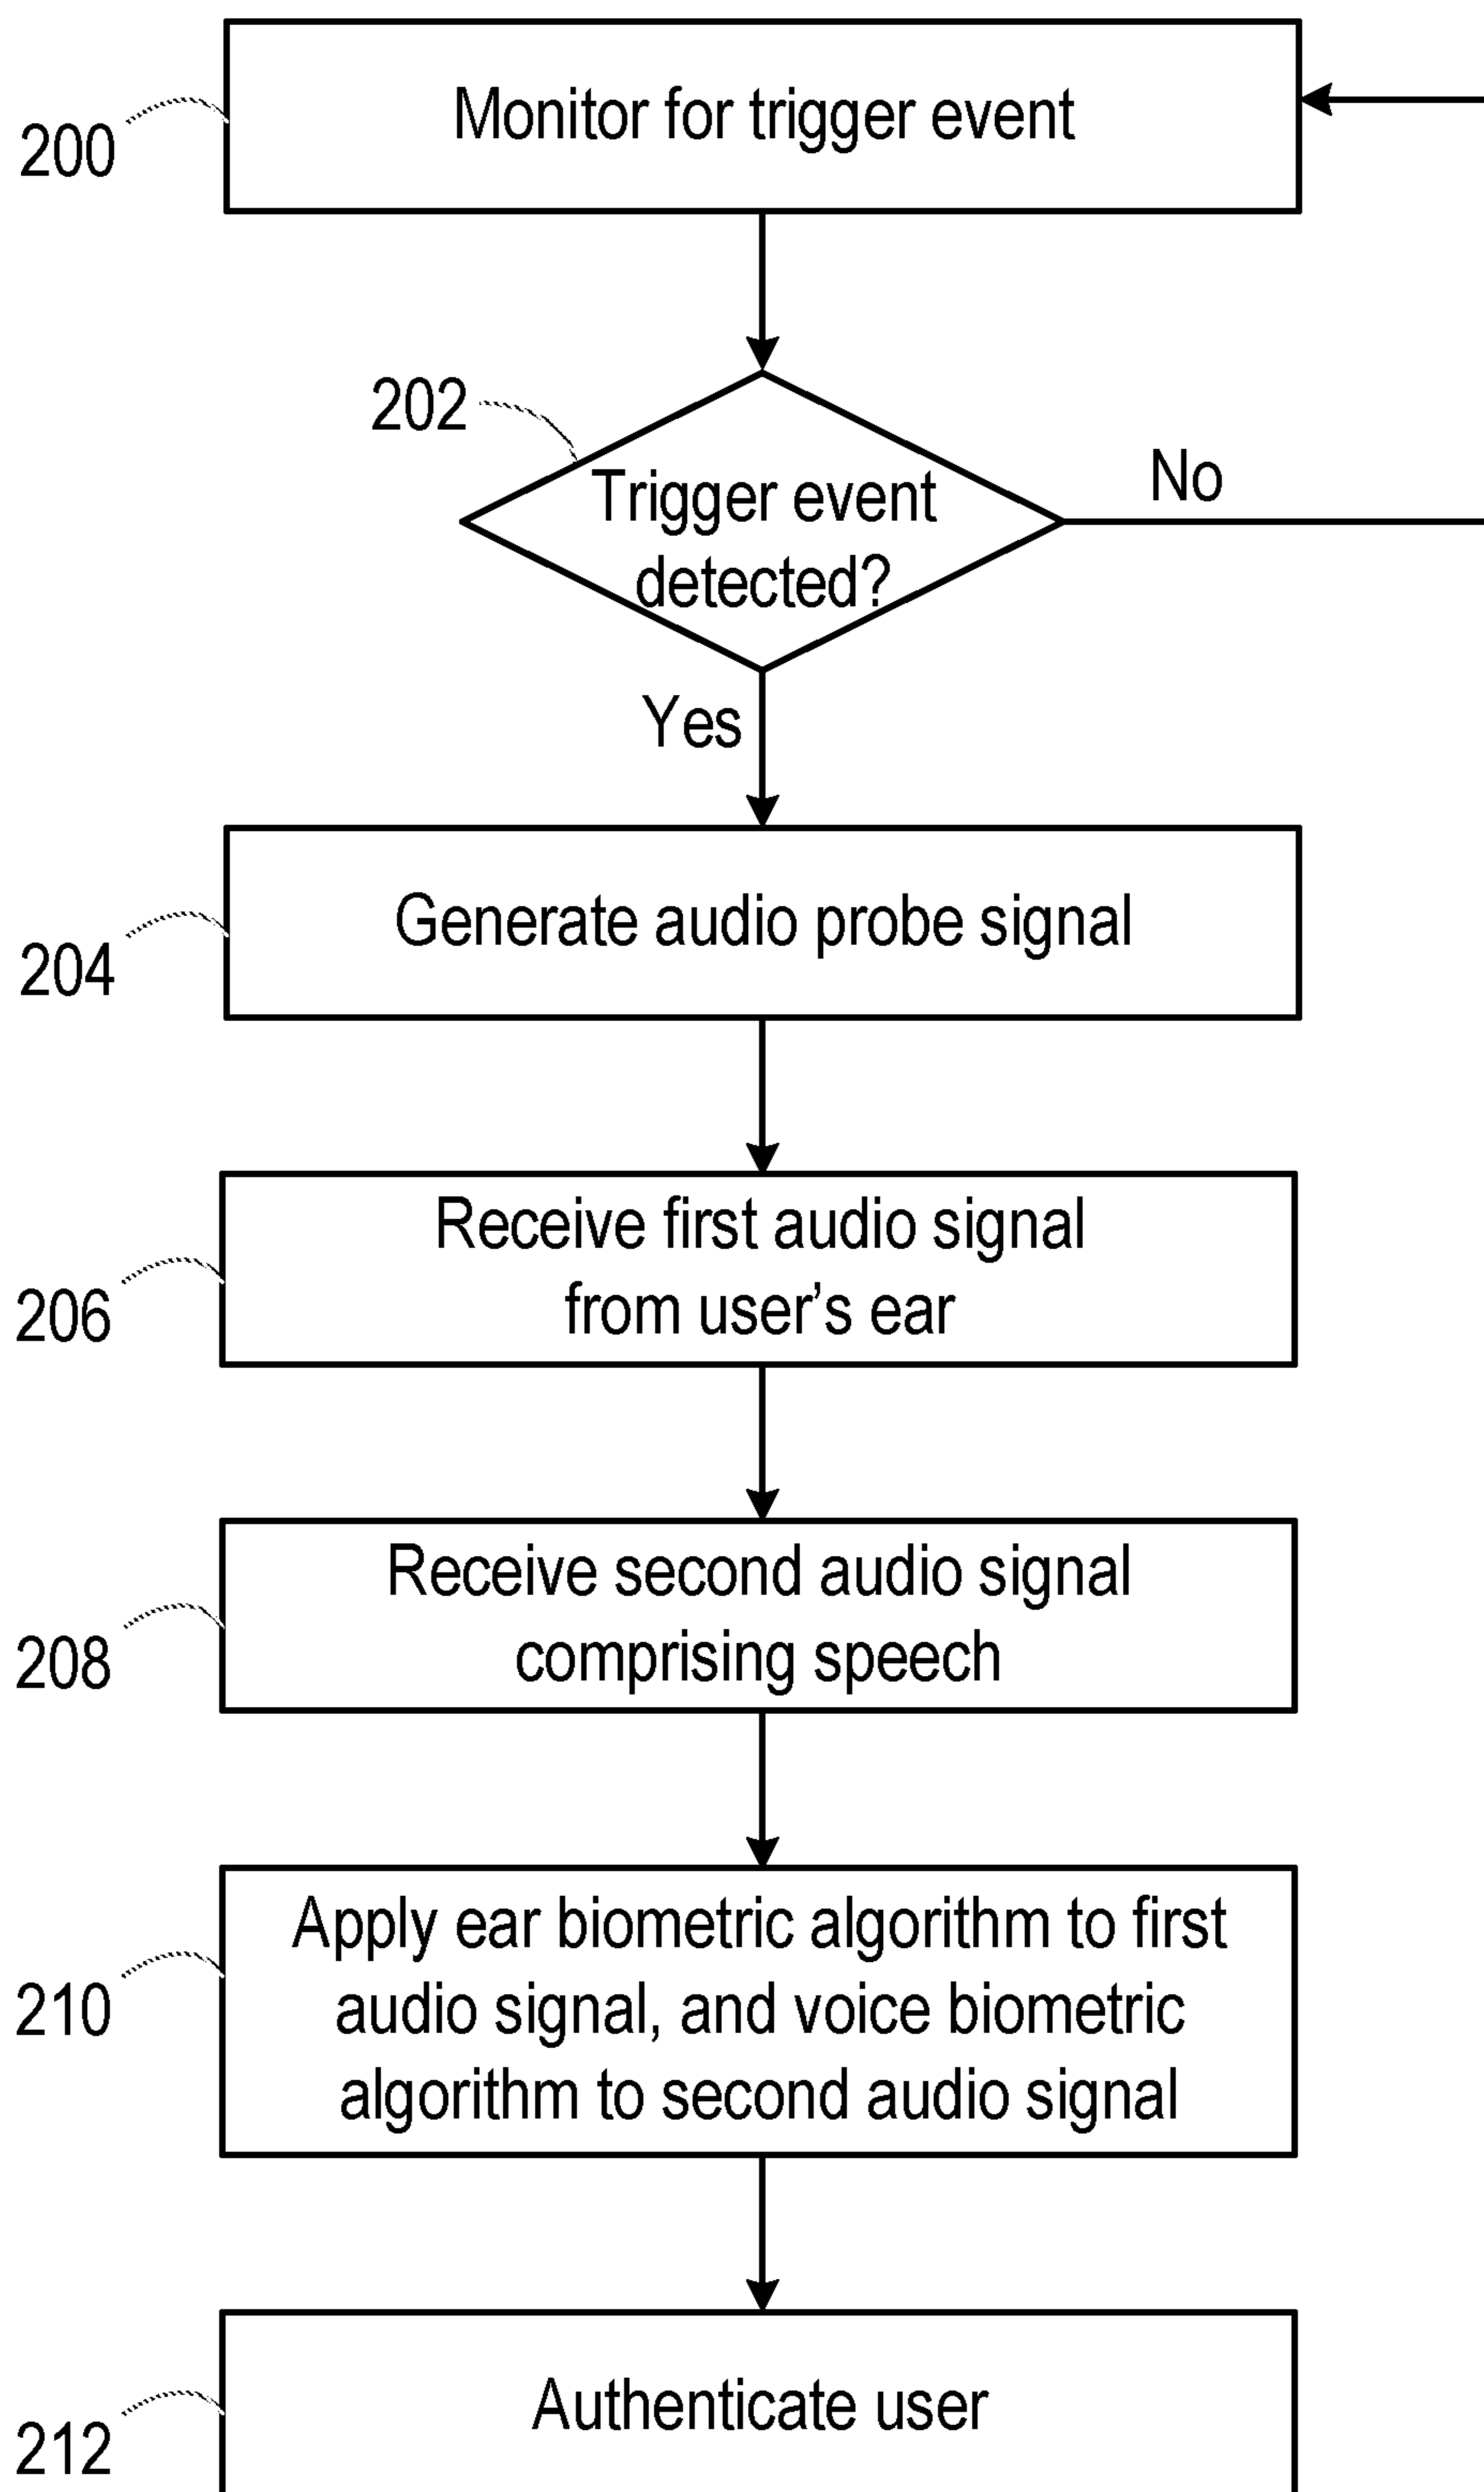 200
Monitor for trigger event
202
Trigger event
detected?
No
Yes
204
Generate audio probe signal
206
Receive first audio signal
from user’s ear
208
Receive second audio signal
comprising speech
210
Apply ear biometric algorithm to first
audio signal, and voice biometric
algorithm to second audio signal
212
Authenticate user